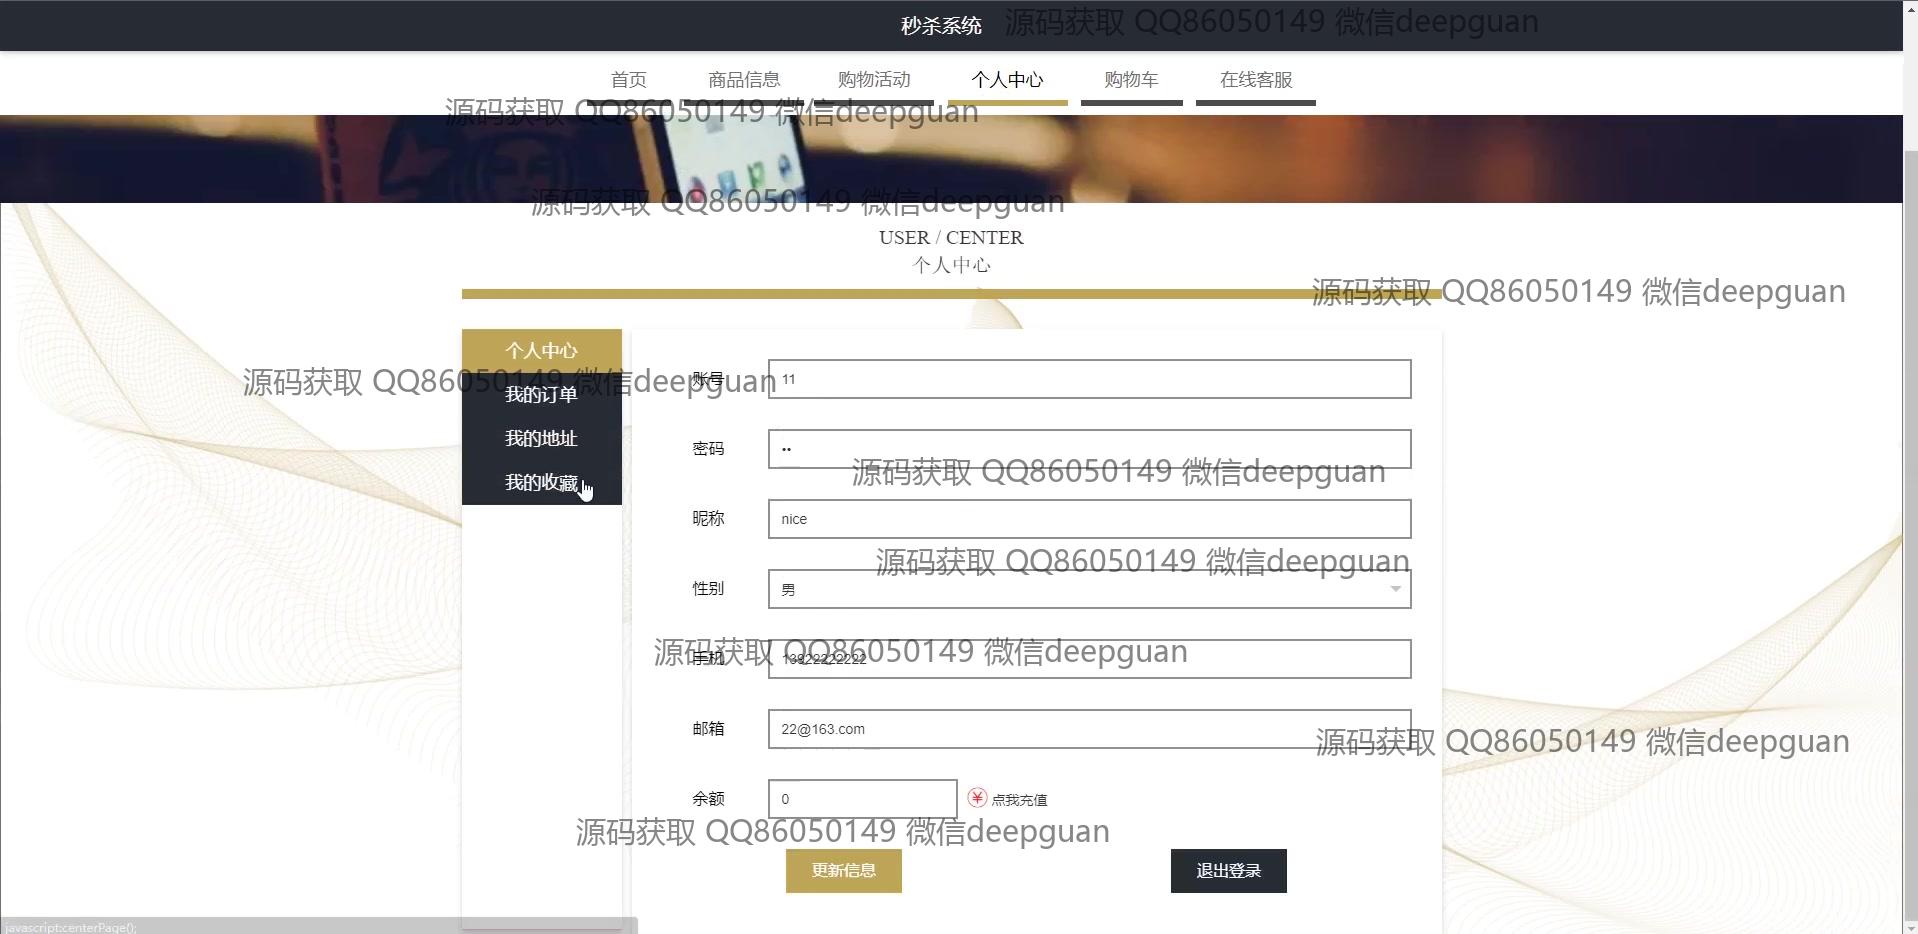 秒杀系统
源码获取 QQ86050149 微信deepguan
首页 商品信息 购物活动 个人中心 购物车 在线客服
源码获取 QQ86050149 微信deepguan
源码获取 QQ86050149 微信deepguan
USER / CENTER
个人中心
源码获取 QQ86050149 微信deepguan
个人中心
源码获取 QQ86050149 微信deepguan
账号 11
我的订单
我的地址
密码 ••
源码获取 QQ86050149 微信deepguan
我的收藏
昵称 nice
源码获取 QQ86050149 微信deepguan
性别 男
源码获取 QQ86050149 微信deepguan
手机 13822222222
邮箱 22@163.com
源码获取 QQ86050149 微信deepguan
余额 0 点我充值
源码获取 QQ86050149 微信deepguan
更新信息 退出登录
javascript:centerPage();